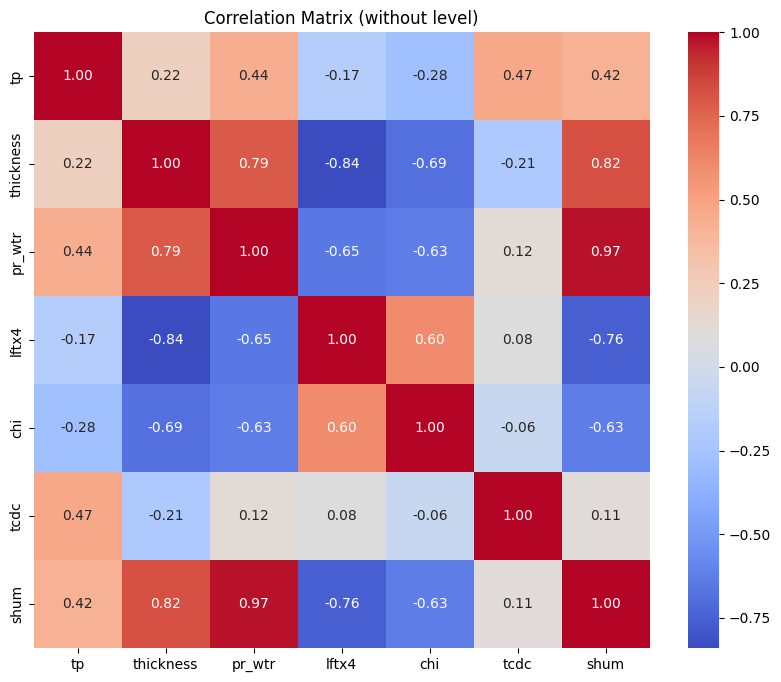 Correlation Matrix (without level)
tp 1.00 0.22 0.44 -0.17 -0.28 0.47 0.42
thickness 0.22 1.00 0.79 -0.84 -0.69 -0.21 0.82
pr_wtr 0.44 0.79 1.00 -0.65 -0.63 0.12 0.97
lftx4 -0.17 -0.84 -0.65 1.00 0.60 0.08 -0.76
chi -0.28 -0.69 -0.63 0.60 1.00 -0.06 -0.63
tcdc 0.47 -0.21 0.12 0.08 -0.06 1.00 0.11
shum 0.42 0.82 0.97 -0.76 -0.63 0.11 1.00
tp thickness pr_wtr lftx4 chi tcdc shum
1.00
0.75
0.50
0.25
0.00
−0.25
−0.50
−0.75